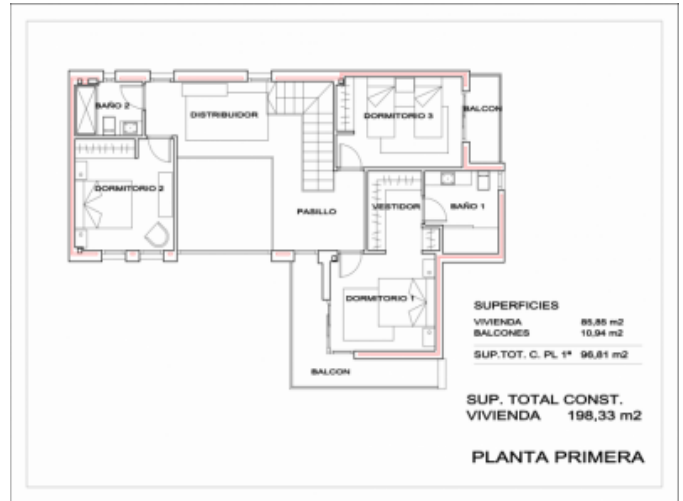 BAÑO 2
DISTRIBUIDOR
DORMITORIO 3
BALCON
DORMITORIO 2
PASILLO
VESTIDOR
BAÑO 1
DORMITORIO 1
BALCON
SUPERFICIES
VIVIENDA 85,85 m2
BALCONES 10,94 m2
SUP.TOT. C. PL 1ª 96,81 m2
SUP. TOTAL CONST.
VIVIENDA 198,33 m2
PLANTA PRIMERA